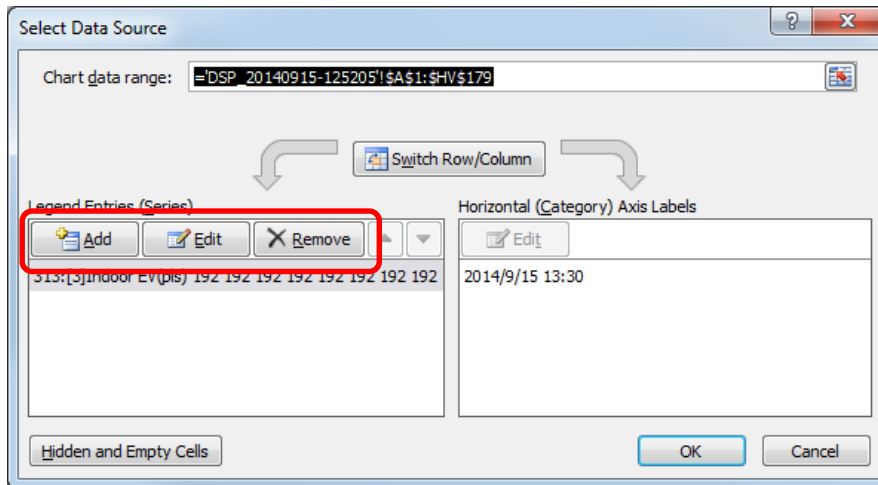 Select Data Source
Chart data range: ='DSP_20140915-125205'!$A$1:$HV$179
Switch Row/Column
Legend Entries (Series)
Horizontal (Category) Axis Labels
Add Edit Remove
Edit
313:[3]Indoor EV(pls) 192 192 192 192 192 192 192 192
2014/9/15 13:30
Hidden and Empty Cells
OK
Cancel